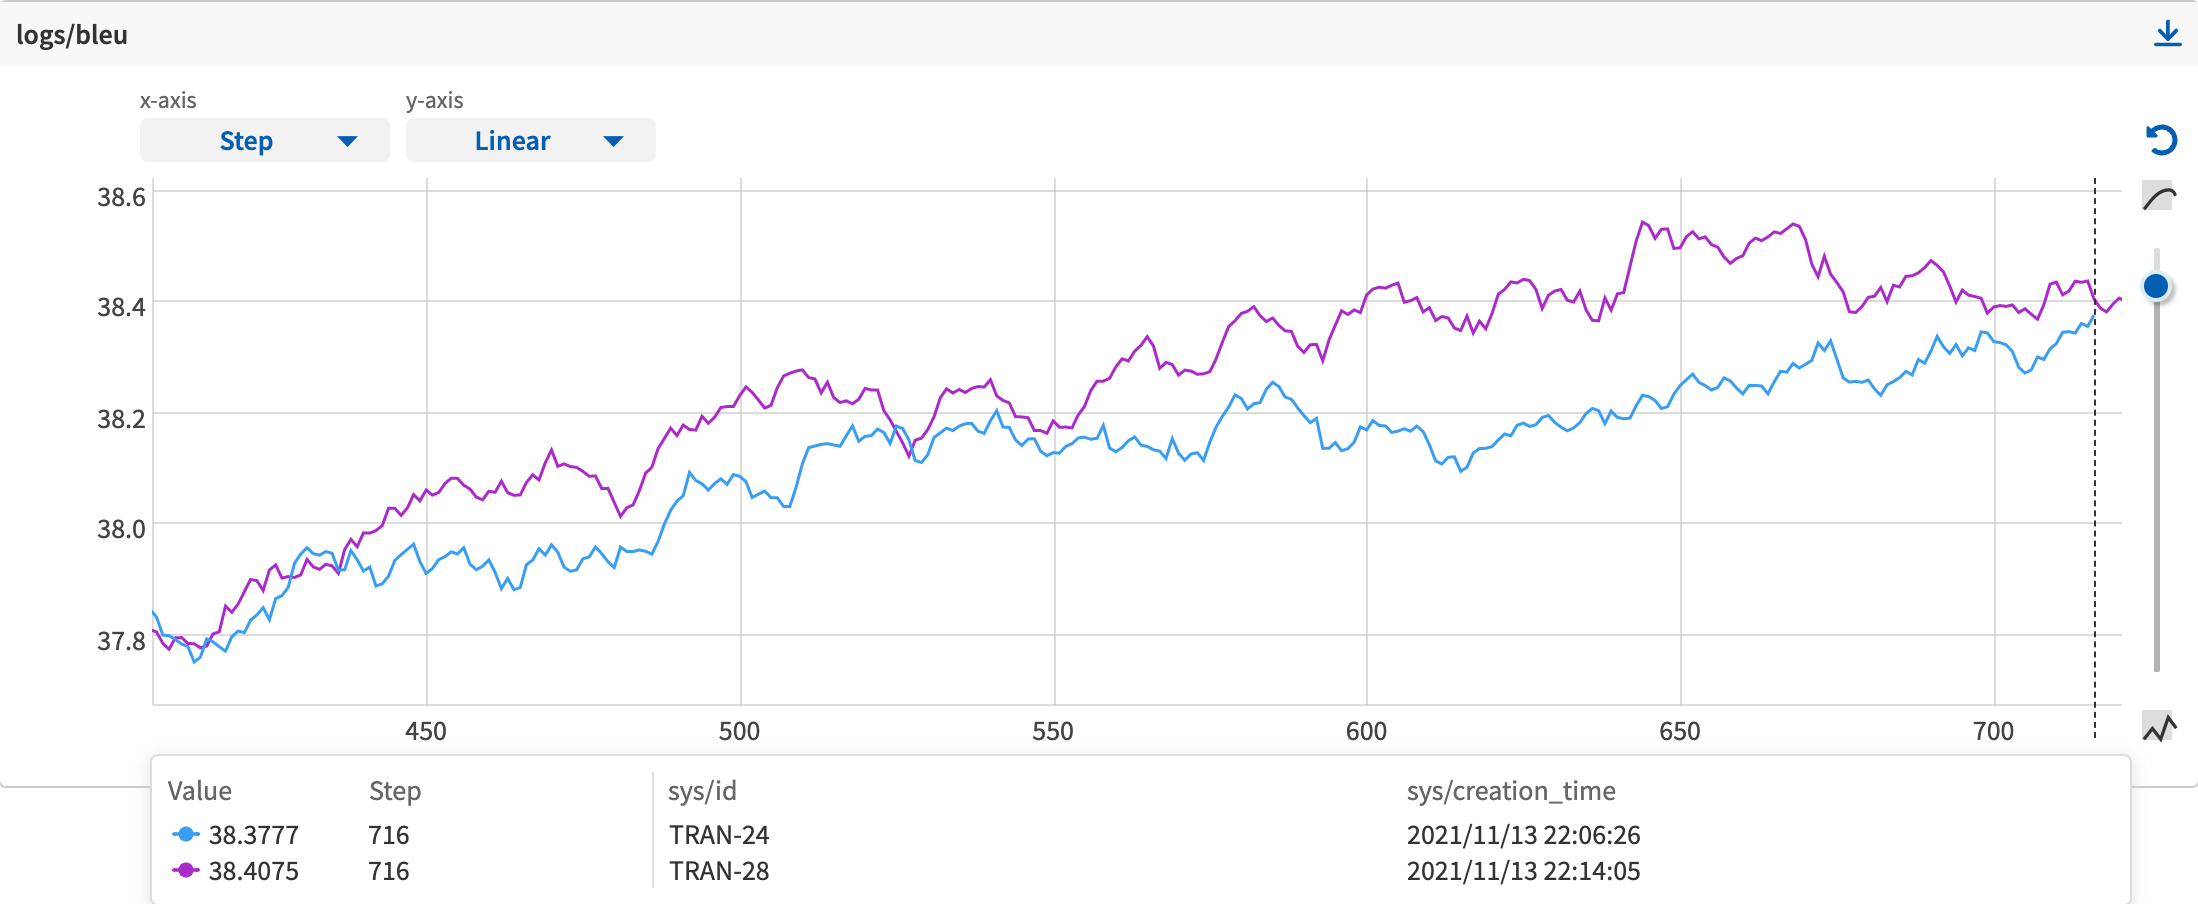 logs/bleu
x-axis y-axis
Step Linear
38.6
38.4
38.2
38.0
37.8
450 500 550 600 650 700
Value Step sys/id sys/creation_time
38.3777 716 TRAN-24 2021/11/13 22:06:26
38.4075 716 TRAN-28 2021/11/13 22:14:05